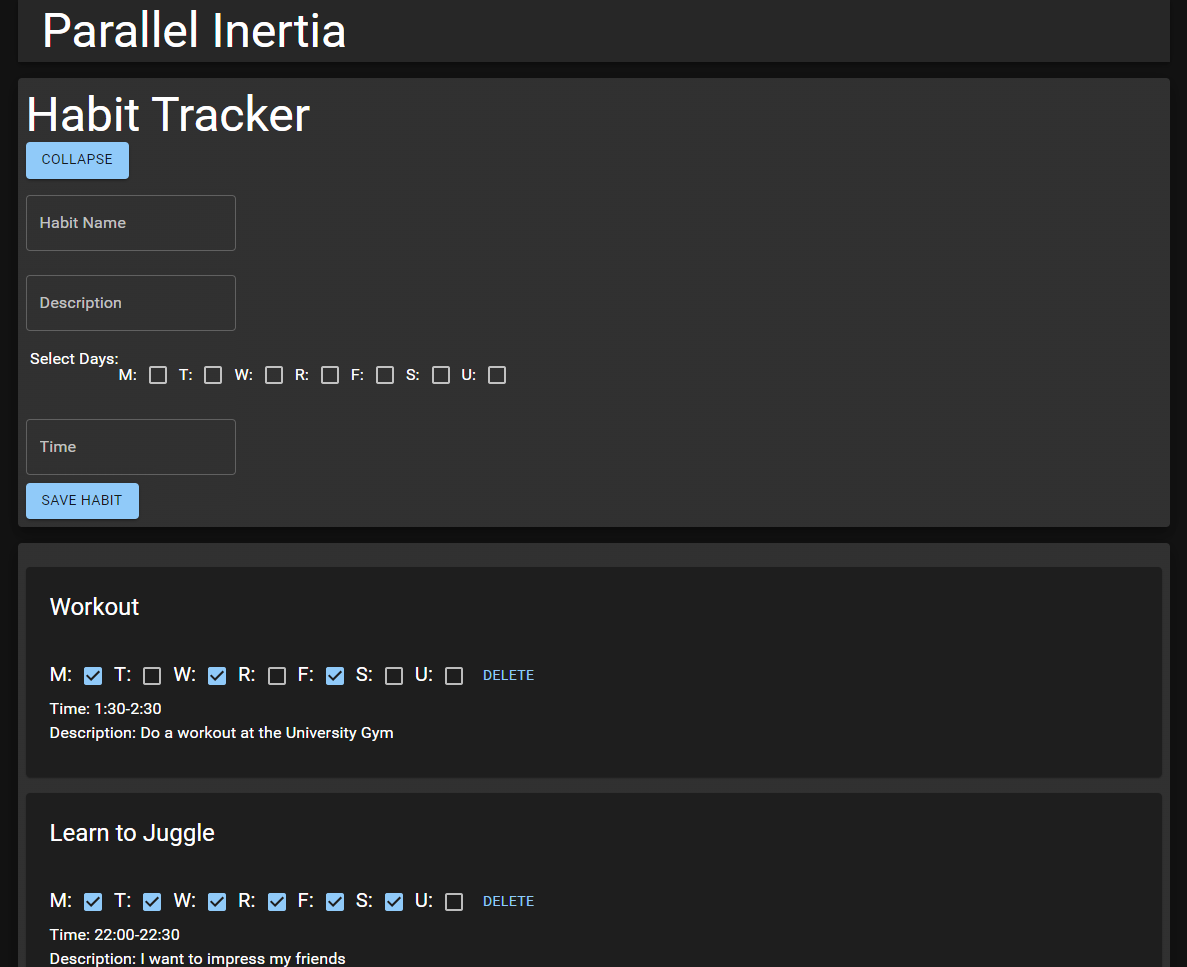 Parallel Inertia
Habit Tracker
COLLAPSE
Habit Name
Description
Select Days:
M: T: W: R: F: S: U:
Time
SAVE HABIT
Workout
M: T: W: R: F: S: U: DELETE
Time: 1:30-2:30
Description: Do a workout at the University Gym
Learn to Juggle
M: T: W: R: F: S: U: DELETE
Time: 22:00-22:30
Description: I want to impress my friends